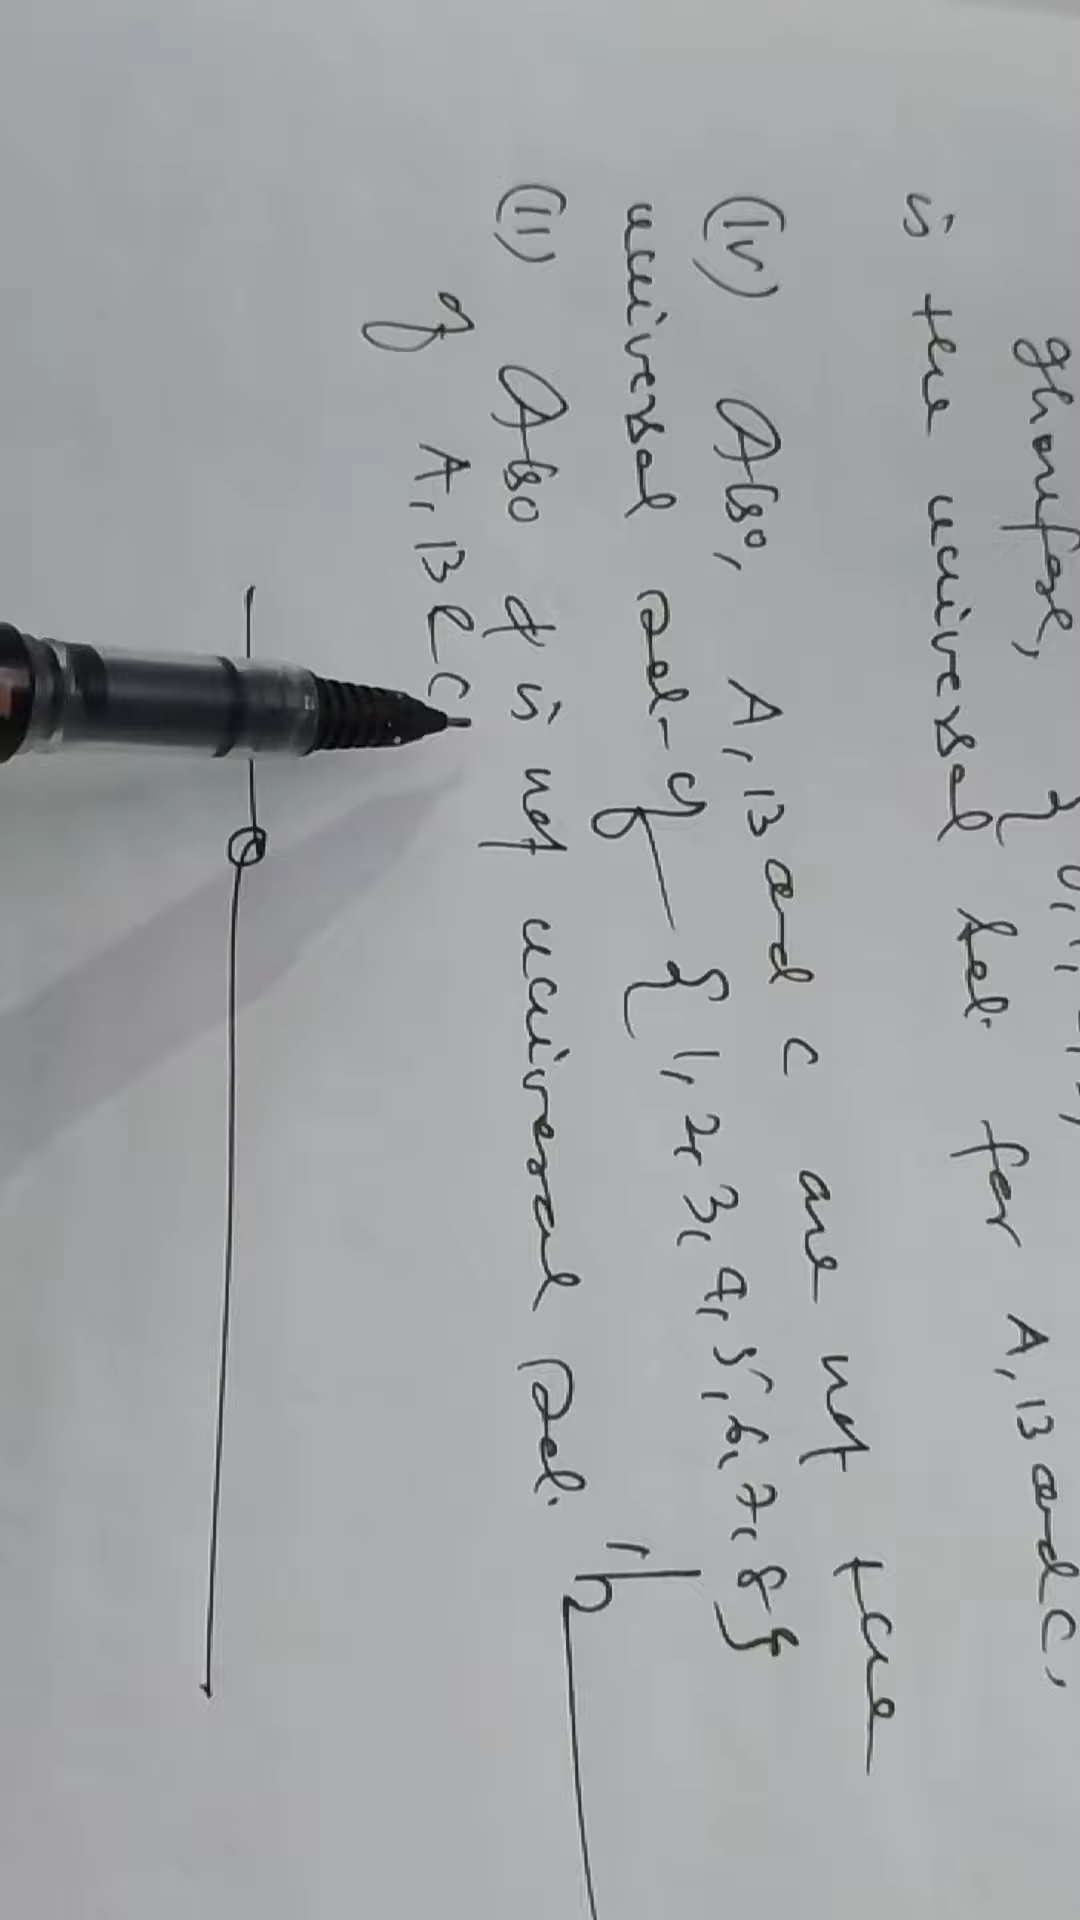 Therefore, } 0,
is the universal set for A, B and C,
(iv) Also, A, B and C are not the
universal set of {1, 2, 3, 4, 5, 6, 7, 8}
(ii) Also φ is not universal set.
of A, B & C